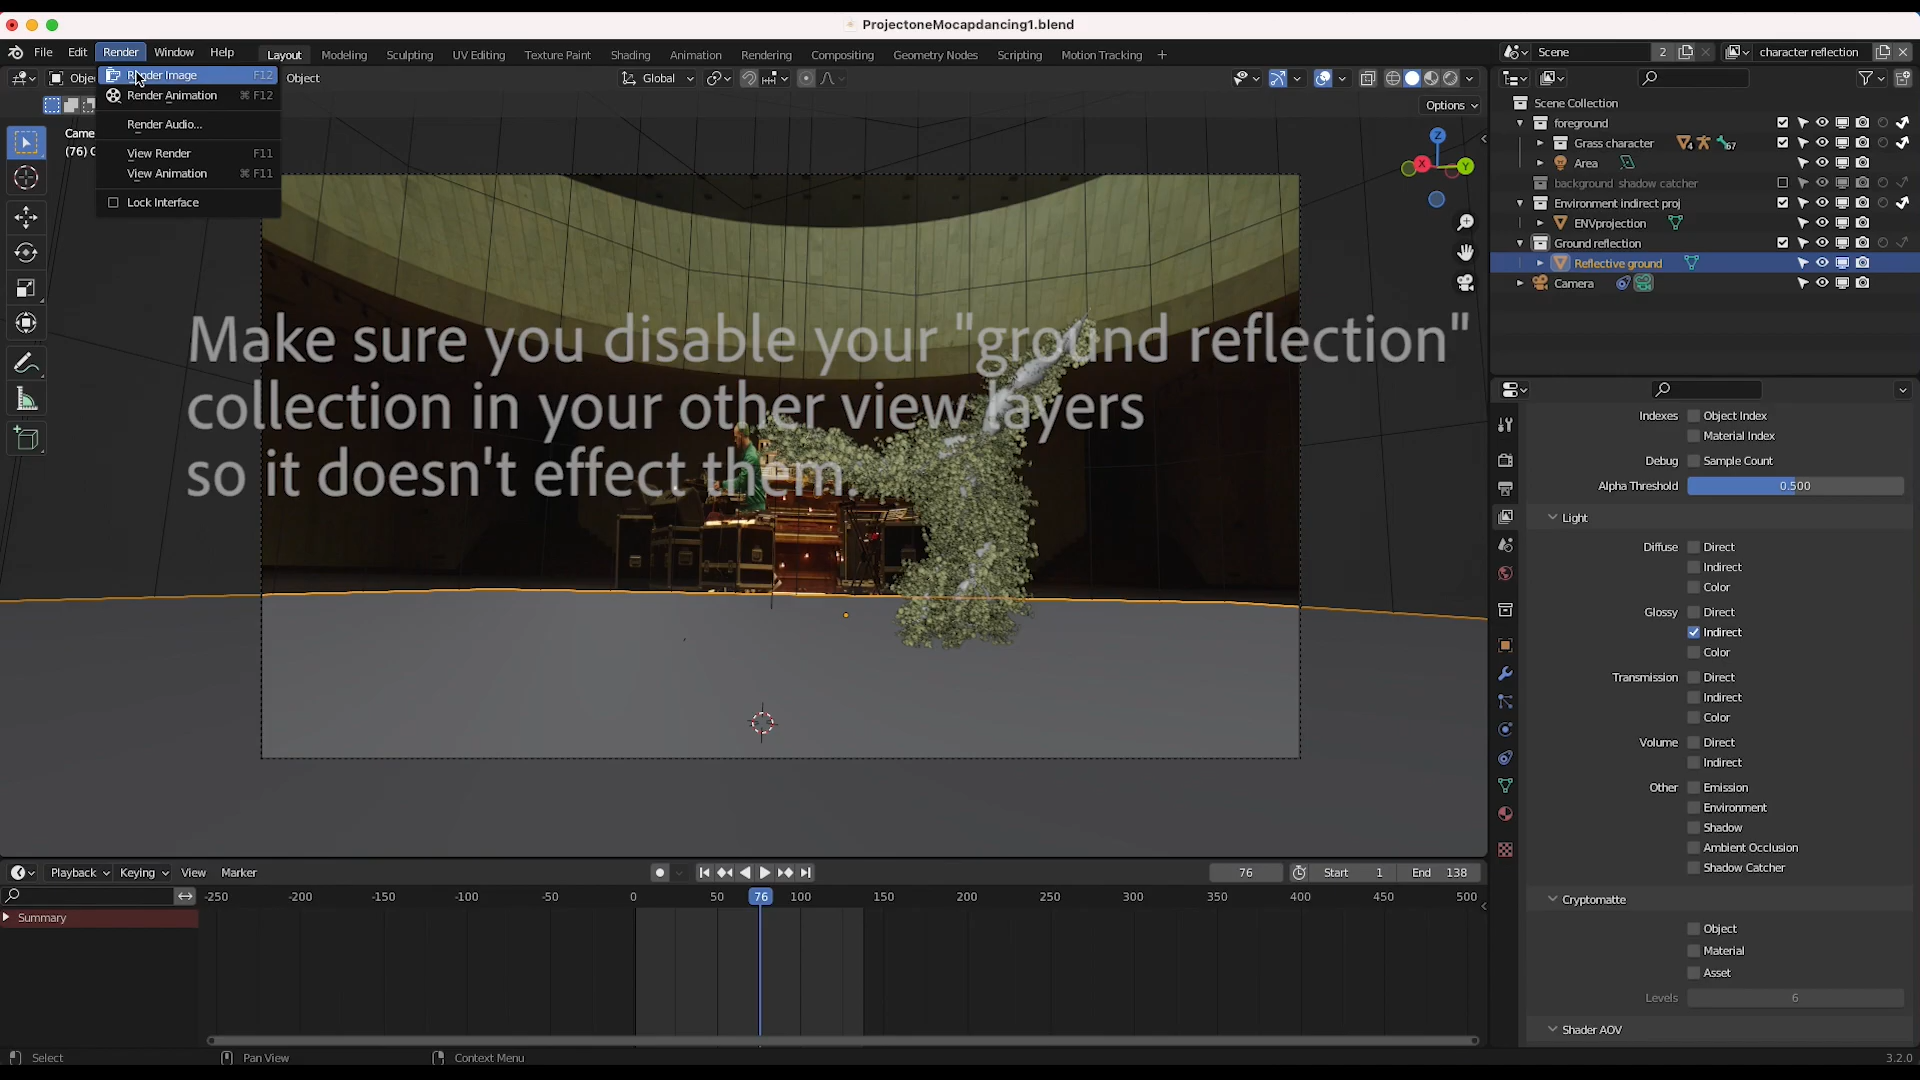 ProjectoneMocapdancing1.blend
File Edit Render Window Help Layout Modeling Sculpting UV Editing Texture Paint Shading Animation Rendering Compositing Geometry Nodes Scripting Motion Tracking + Scene 2 character reflection
Object Global
Render Image F12
Render Animation ⌘ F12
Render Audio...
View Render F11
View Animation ⌘ F11
Lock Interface
Options
(76)
X Y Z
Make sure you disable your "ground reflection"
collection in your other view layers
so it doesn't effect them.
Scene Collection
foreground
Grass character 4 67
Area
background shadow catcher
Environment indirect proj
ENVprojection
Ground reflection
Reflective ground
Camera
Indexes Object Index
Material Index
Debug Sample Count
Alpha Threshold 0.500
Light
Diffuse Direct
Indirect
Color
Glossy Direct
Indirect
Color
Transmission Direct
Indirect
Color
Volume Direct
Indirect
Other Emission
Environment
Shadow
Ambient Occlusion
Shadow Catcher
Cryptomatte
Object
Material
Asset
Levels 6
Shader AOV
Playback Keying View Marker 76 Start 1 End 138
-250 -200 -150 -100 -50 0 50 76 100 150 200 250 300 350 400 450 500
Summary
Select Pan View Context Menu 3.2.0